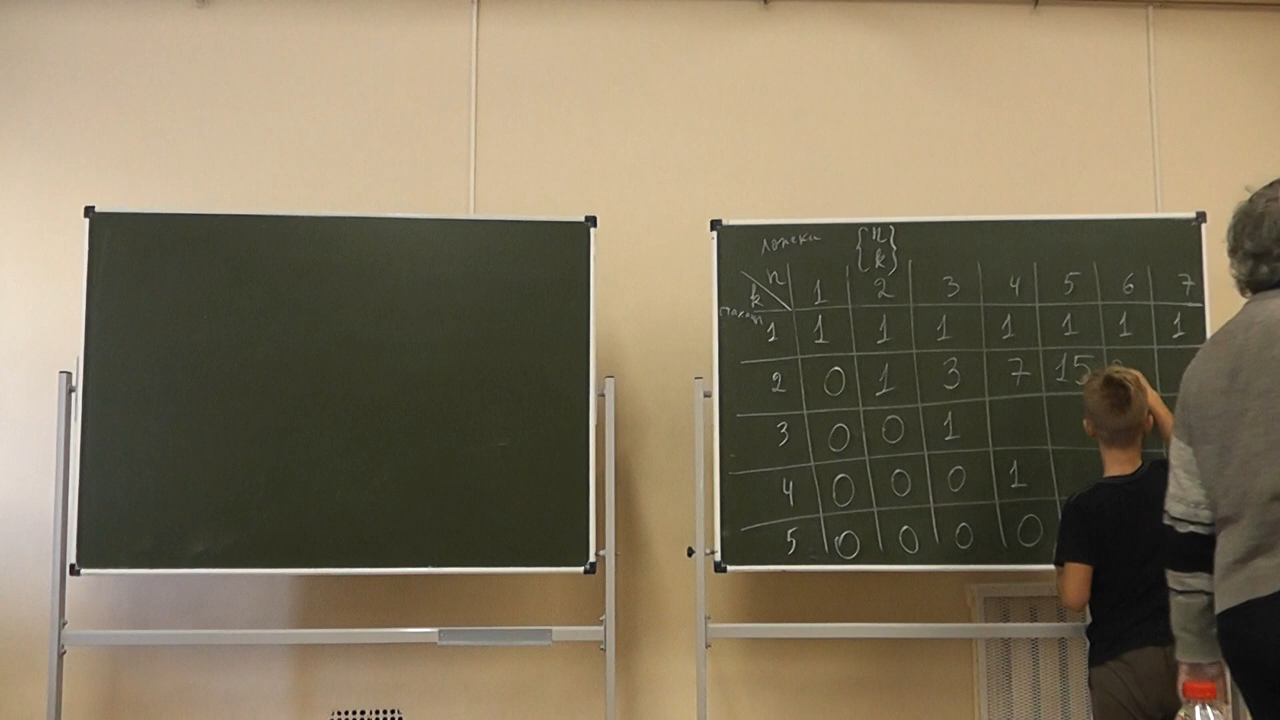 {n
k}
n 1 2 3 4 5 6 7
k
1 1 1 1 1 1 1 1
2 0 1 3 7 15
3 0 0 1
4 0 0 0 1
5 0 0 0 0